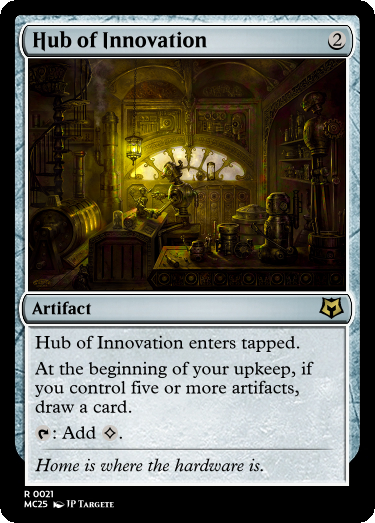 Hub of Innovation 2
Artifact
Hub of Innovation enters tapped.
At the beginning of your upkeep, if
you control five or more artifacts,
draw a card.
: Add .
Home is where the hardware is.
R 0021
MC25 JP Targete